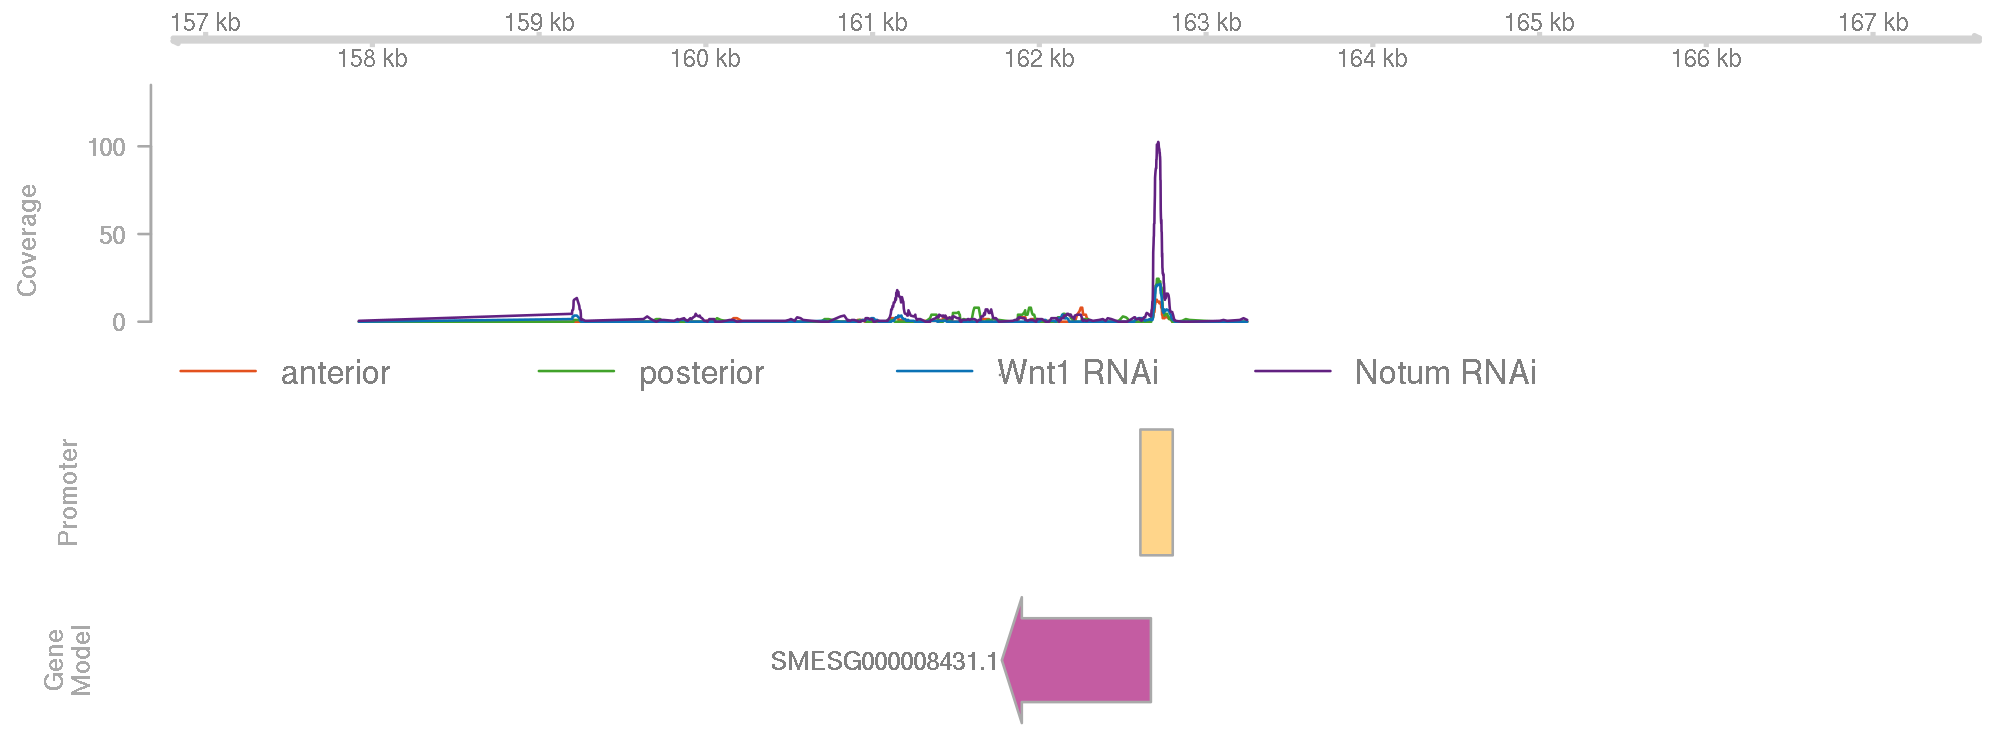 157 kb 159 kb 161 kb 163 kb 165 kb 167 kb
158 kb 160 kb 162 kb 164 kb 166 kb
Coverage
100
50
0
anterior posterior Wnt1 RNAi Notum RNAi
Promoter
Gene
Model
SMESG000008431.1